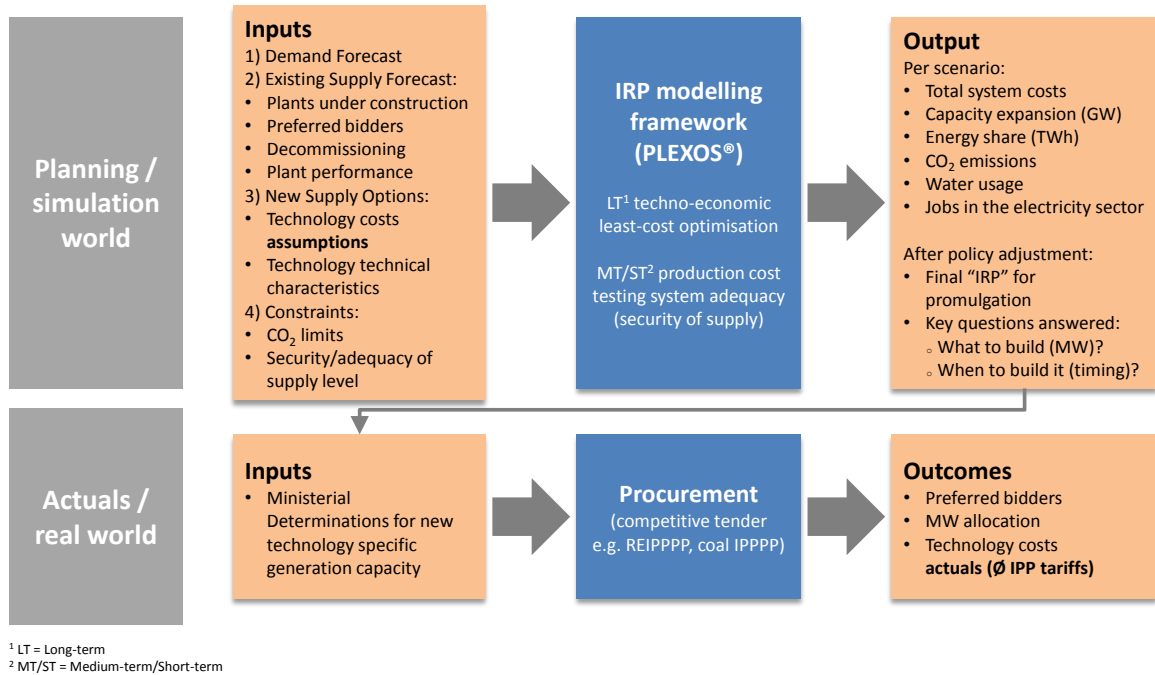 Planning /
simulation
world
Inputs
1) Demand Forecast
2) Existing Supply Forecast:
• Plants under construction
• Preferred bidders
• Decommissioning
• Plant performance
3) New Supply Options:
• Technology costs
assumptions
• Technology technical
characteristics
4) Constraints:
• CO₂ limits
• Security/adequacy of
supply level
IRP modelling
framework
(PLEXOS®)
LT¹ techno-economic
least-cost optimisation
MT/ST² production cost
testing system adequacy
(security of supply)
Output
Per scenario:
• Total system costs
• Capacity expansion (GW)
• Energy share (TWh)
• CO₂ emissions
• Water usage
• Jobs in the electricity sector
After policy adjustment:
• Final “IRP” for
promulgation
• Key questions answered:
○ What to build (MW)?
○ When to build it (timing)?
Actuals /
real world
Inputs
• Ministerial
Determinations for new
technology specific
generation capacity
Procurement
(competitive tender
e.g. REIPPPP, coal IPPPP)
Outcomes
• Preferred bidders
• MW allocation
• Technology costs
actuals (Ø IPP tariffs)
¹ LT = Long-term
² MT/ST = Medium-term/Short-term